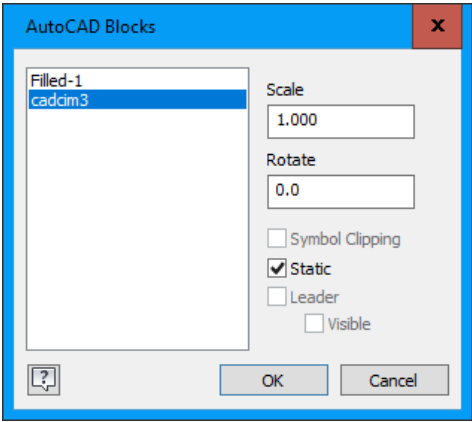 AutoCAD Blocks
x
Filled-1
cadcim3
Scale
1.000
Rotate
0.0
Symbol Clipping
Static
Leader
Visible
?
OK
Cancel